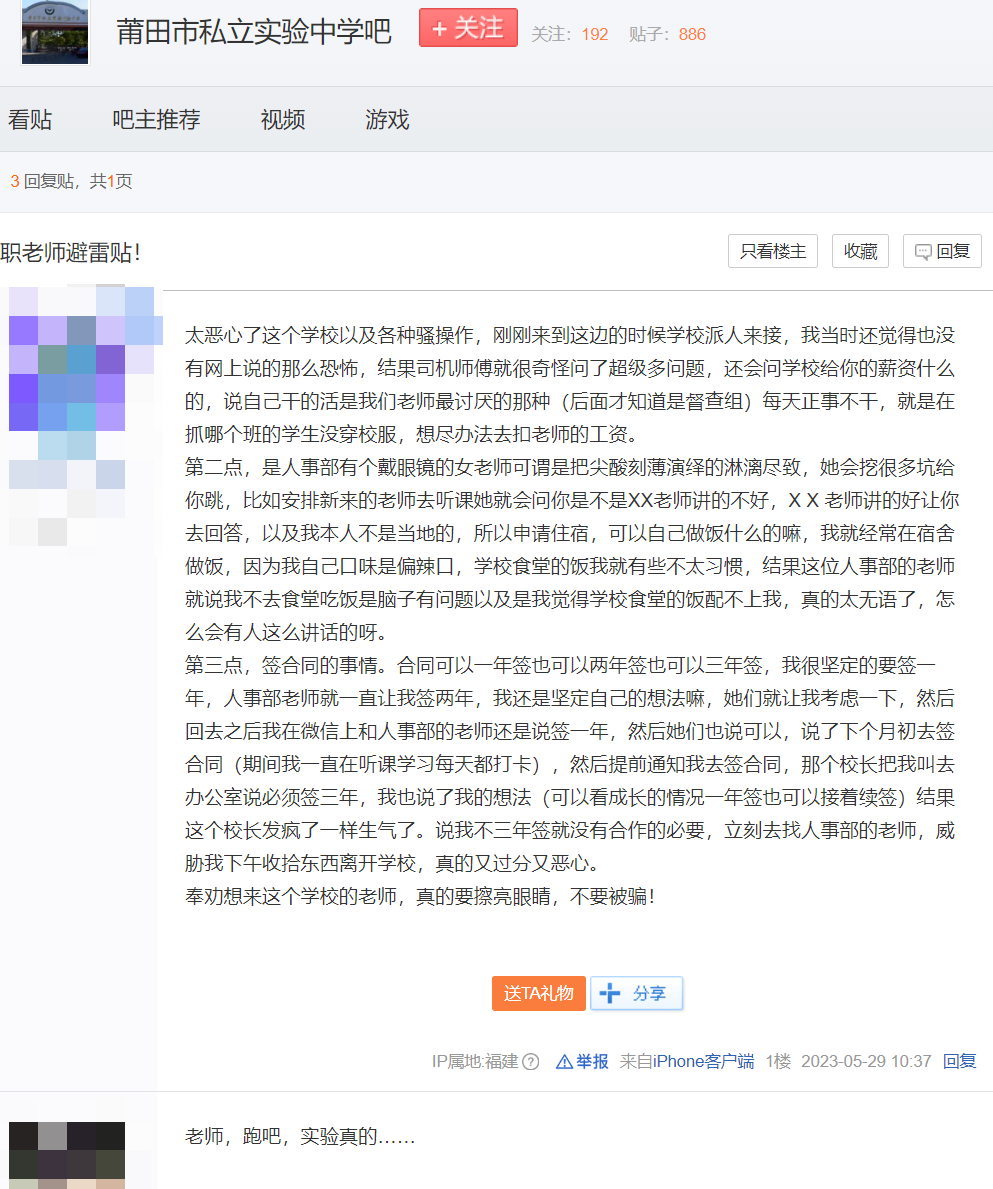 莆田市私立实验中学吧
+ 关注
关注：192 贴子：886
看贴 吧主推荐 视频 游戏
3 回复贴，共1页
职老师避雷贴！
只看楼主 收藏 回复
太恶心了这个学校以及各种骚操作，刚刚来到这边的时候学校派人来接，我当时还觉得也没
有网上说的那么恐怖，结果司机师傅就很奇怪问了超级多问题，还会问学校给你的薪资什么
的，说自己干的活是我们老师最讨厌的那种（后面才知道是督查组）每天正事不干，就是在
抓哪个班的学生没穿校服，想尽办法去扣老师的工资。
第二点，是人事部有个戴眼镜的女老师可谓是把尖酸刻薄演绎的淋漓尽致，她会挖很多坑给
你跳，比如安排新来的老师去听课她就会问你是不是XX老师讲的不好，X X 老师讲的好让你
去回答，以及我本人不是当地的，所以申请住宿，可以自己做饭什么的嘛，我就经常在宿舍
做饭，因为我自己口味是偏辣口，学校食堂的饭我就有些不太习惯，结果这位人事部的老师
就说我不去食堂吃饭是脑子有问题以及是我觉得学校食堂的饭配不上我，真的太无语了，怎
么会有人这么讲话的呀。
第三点，签合同的事情。合同可以一年签也可以两年签也可以三年签，我很坚定的要签一
年，人事部老师就一直让我签两年，我还是坚定自己的想法嘛，她们就让我考虑一下，然后
回去之后我在微信上和人事部的老师还是说签一年，然后她们也说可以，说了下个月初去签
合同（期间我一直在听课学习每天都打卡），然后提前通知我去签合同，那个校长把我叫去
办公室说必须签三年，我也说了我的想法（可以看成长的情况一年签也可以接着续签）结果
这个校长发疯了一样生气了。说我不三年签就没有合作的必要，立刻去找人事部的老师，威
胁我下午收拾东西离开学校，真的又过分又恶心。
奉劝想来这个学校的老师，真的要擦亮眼睛，不要被骗！
送TA礼物 分享
IP属地:福建 举报 来自iPhone客户端 1楼 2023-05-29 10:37 回复
老师，跑吧，实验真的……